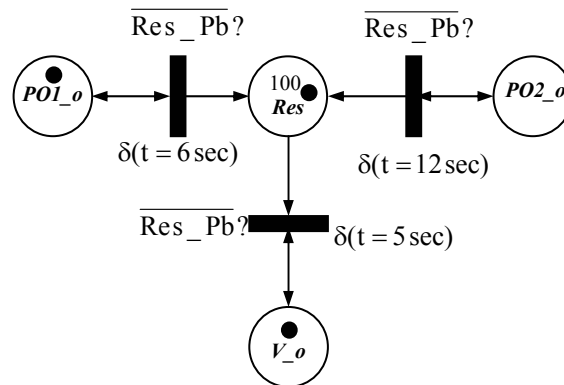 Res_Pb?
Res_Pb?
PO1_o
100
Res
PO2_o
δ(t = 6 sec)
δ(t = 12 sec)
Res_Pb?
δ(t = 5 sec)
V_o